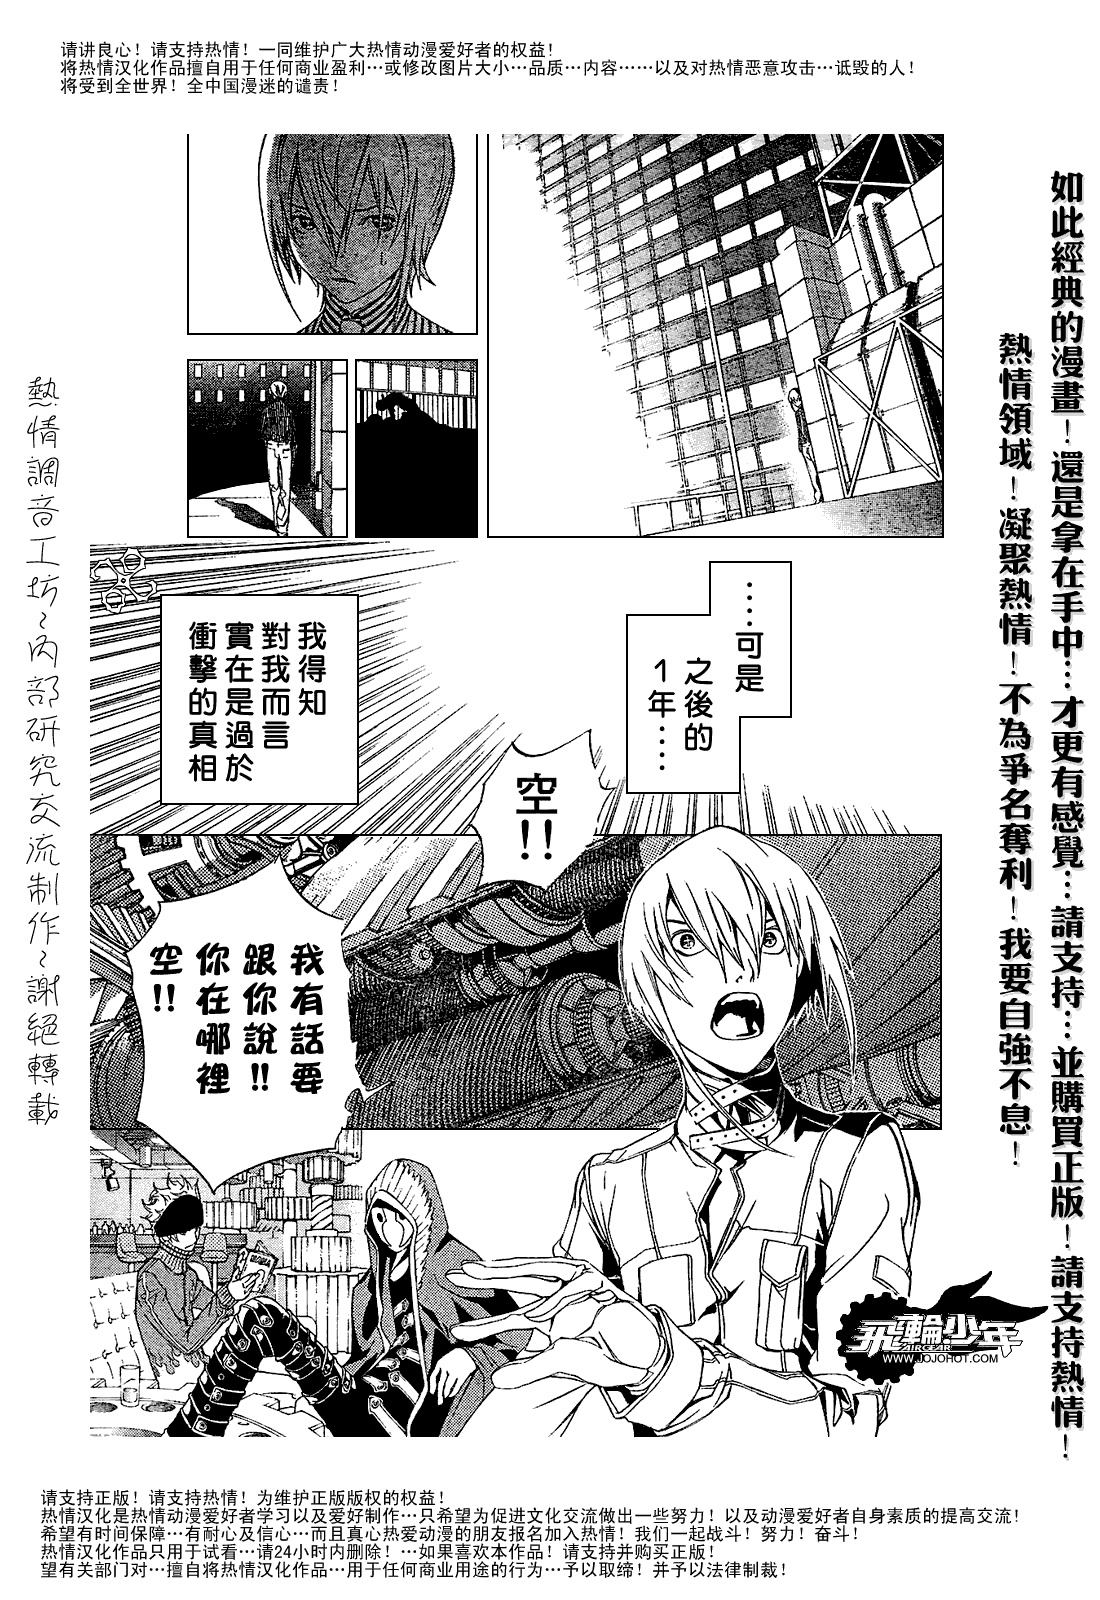 请讲良心！请支持热情！一同维护广大热情动漫爱好者的权益！
将热情汉化作品擅自用于任何商业盈利…或修改图片大小…品质…内容……以及对热情恶意攻击…诋毁的人！
将受到全世界！全中国漫迷的谴责！
如此經典的漫畫！還是拿在手中…才更有感覺…請支持…並購買正版！請支持熱情！
熱情領域！凝聚熱情！不為爭名奪利！我要自強不息！
‥‥可是
之後的
1年‥‥
我得知
對我而言
實在是過於
衝擊的真相
空!!
我有話要
跟你說!!
你在哪裡
空!!
熱情調音工坊~內部研究交流制作~謝絕轉載
飛輪少年
AIRGEAR
WWW.JOJOHOT.COM
请支持正版！请支持热情！为维护正版版权的权益！
热情汉化是热情动漫爱好者学习以及爱好制作…只希望为促进文化交流做出一些努力！以及动漫爱好者自身素质的提高交流！
希望有时间保障…有耐心及信心…而且真心热爱动漫的朋友报名加入热情！我们一起战斗！努力！奋斗！
热情汉化作品只用于试看…请24小时内删除！…如果喜欢本作品！请支持并购买正版！
望有关部门对…擅自将热情汉化作品…用于任何商业用途的行为…予以取缔！并予以法律制裁！